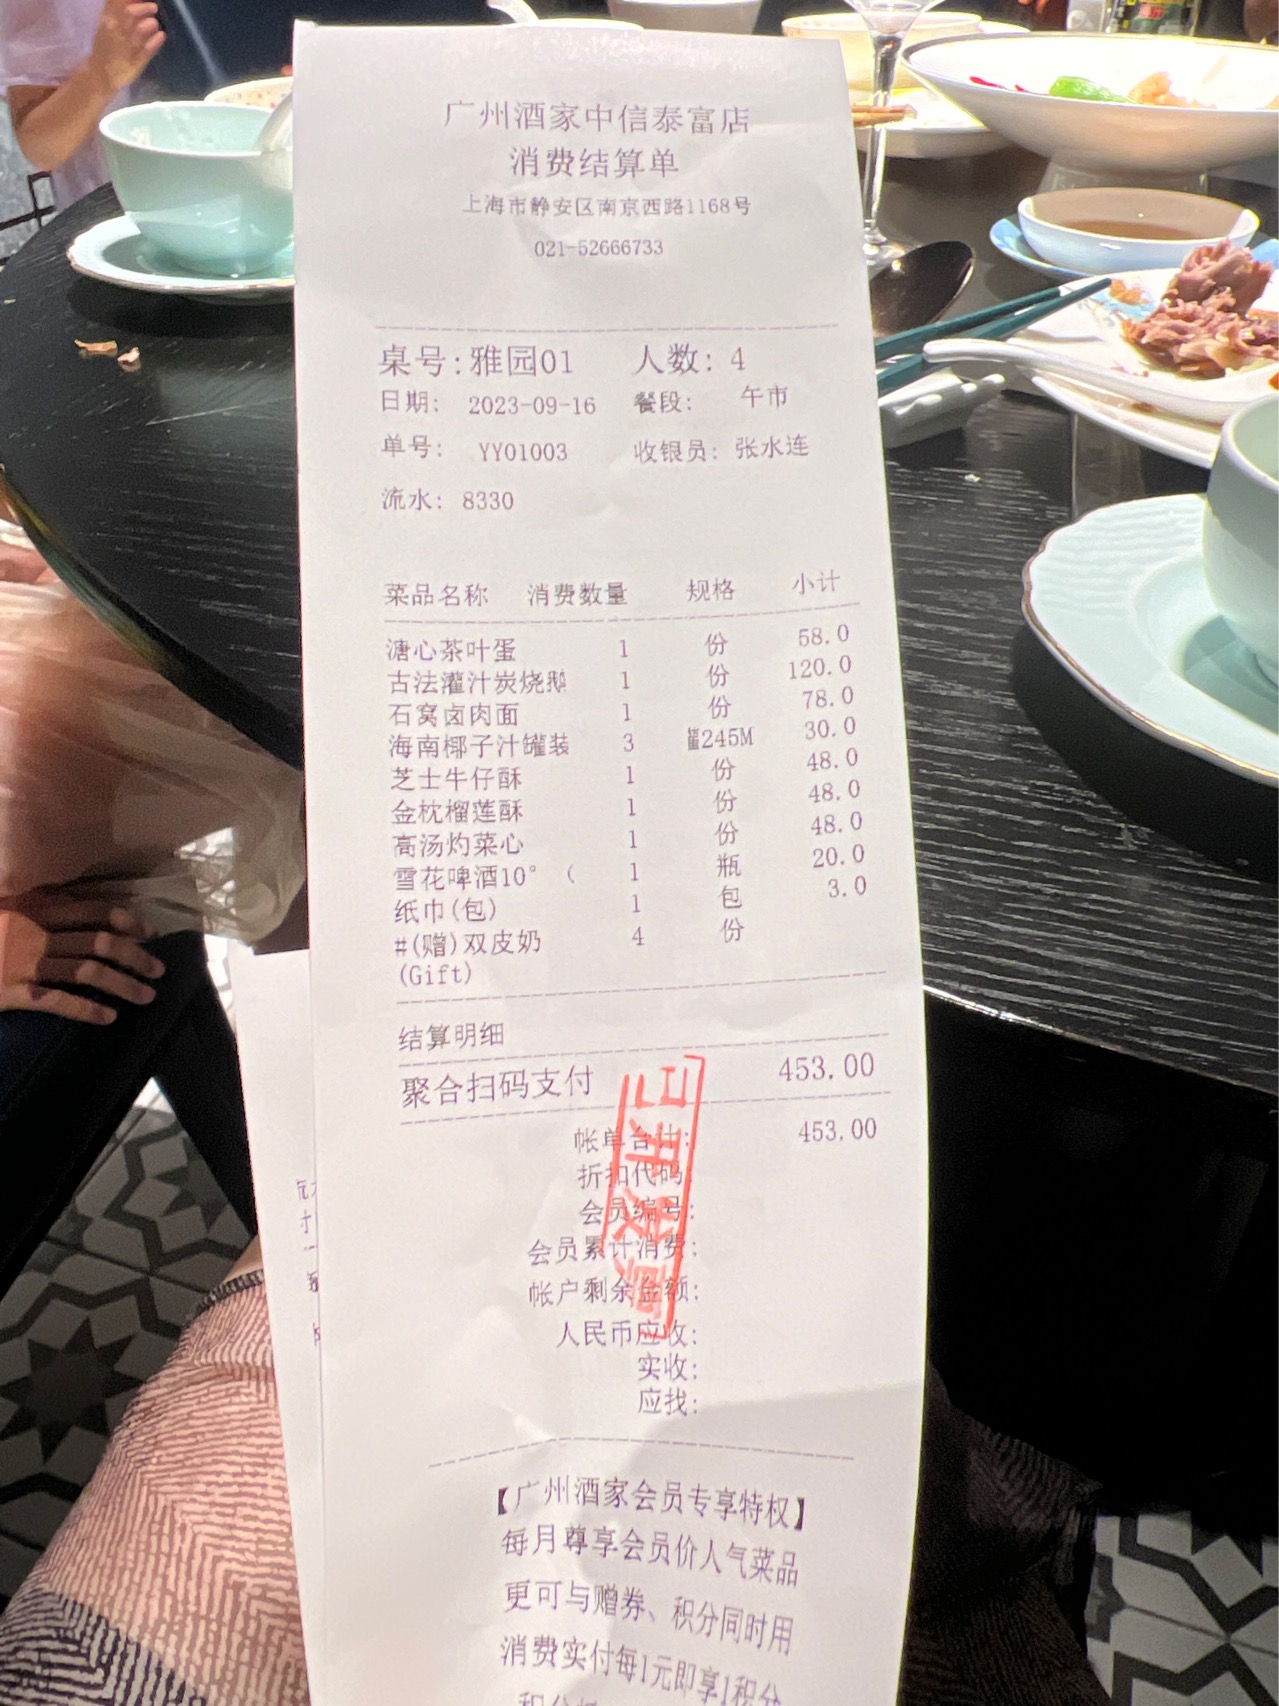 广州酒家中信泰富店
消费结算单
上海市静安区南京西路1168号
021-52666733
桌号:雅园01 人数: 4
日期: 2023-09-16 餐段: 午市
单号: YY01003 收银员: 张水连
流水: 8330
菜品名称 消费数量 规格 小计
溏心茶叶蛋 1 份 58.0
古法灌汁炭烧鹅 1 份 120.0
石窝卤肉面 1 份 78.0
海南椰子汁罐装 3 罐245M 30.0
芝士牛仔酥 1 份 48.0
金枕榴莲酥 1 份 48.0
高汤灼菜心 1 份 48.0
雪花啤酒10° ( 1 瓶 20.0
纸巾(包) 1 包 3.0
#(赠)双皮奶 4 份
(Gift)
结算明细
聚合扫码支付 453.00
帐单合计: 453.00
折扣代码:
会员编号:
会员累计消费:
帐户剩余金额:
人民币应收:
实收:
应找:
已开发票
【广州酒家会员专享特权】
每月尊享会员价人气菜品
更可与赠券、积分同时用
消费实付每1元即享1积分